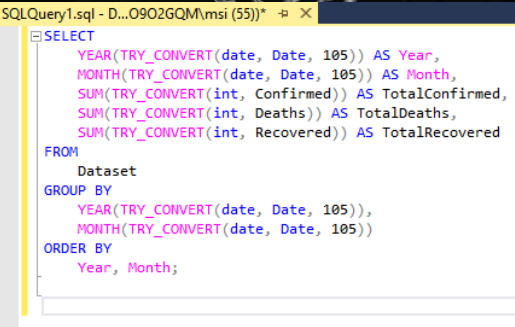 SQLQuery1.sql - D...O9O2GQM\msi (55))*
SELECT
YEAR(TRY_CONVERT(date, Date, 105)) AS Year,
MONTH(TRY_CONVERT(date, Date, 105)) AS Month,
SUM(TRY_CONVERT(int, Confirmed)) AS TotalConfirmed,
SUM(TRY_CONVERT(int, Deaths)) AS TotalDeaths,
SUM(TRY_CONVERT(int, Recovered)) AS TotalRecovered
FROM
Dataset
GROUP BY
YEAR(TRY_CONVERT(date, Date, 105)),
MONTH(TRY_CONVERT(date, Date, 105))
ORDER BY
Year, Month;